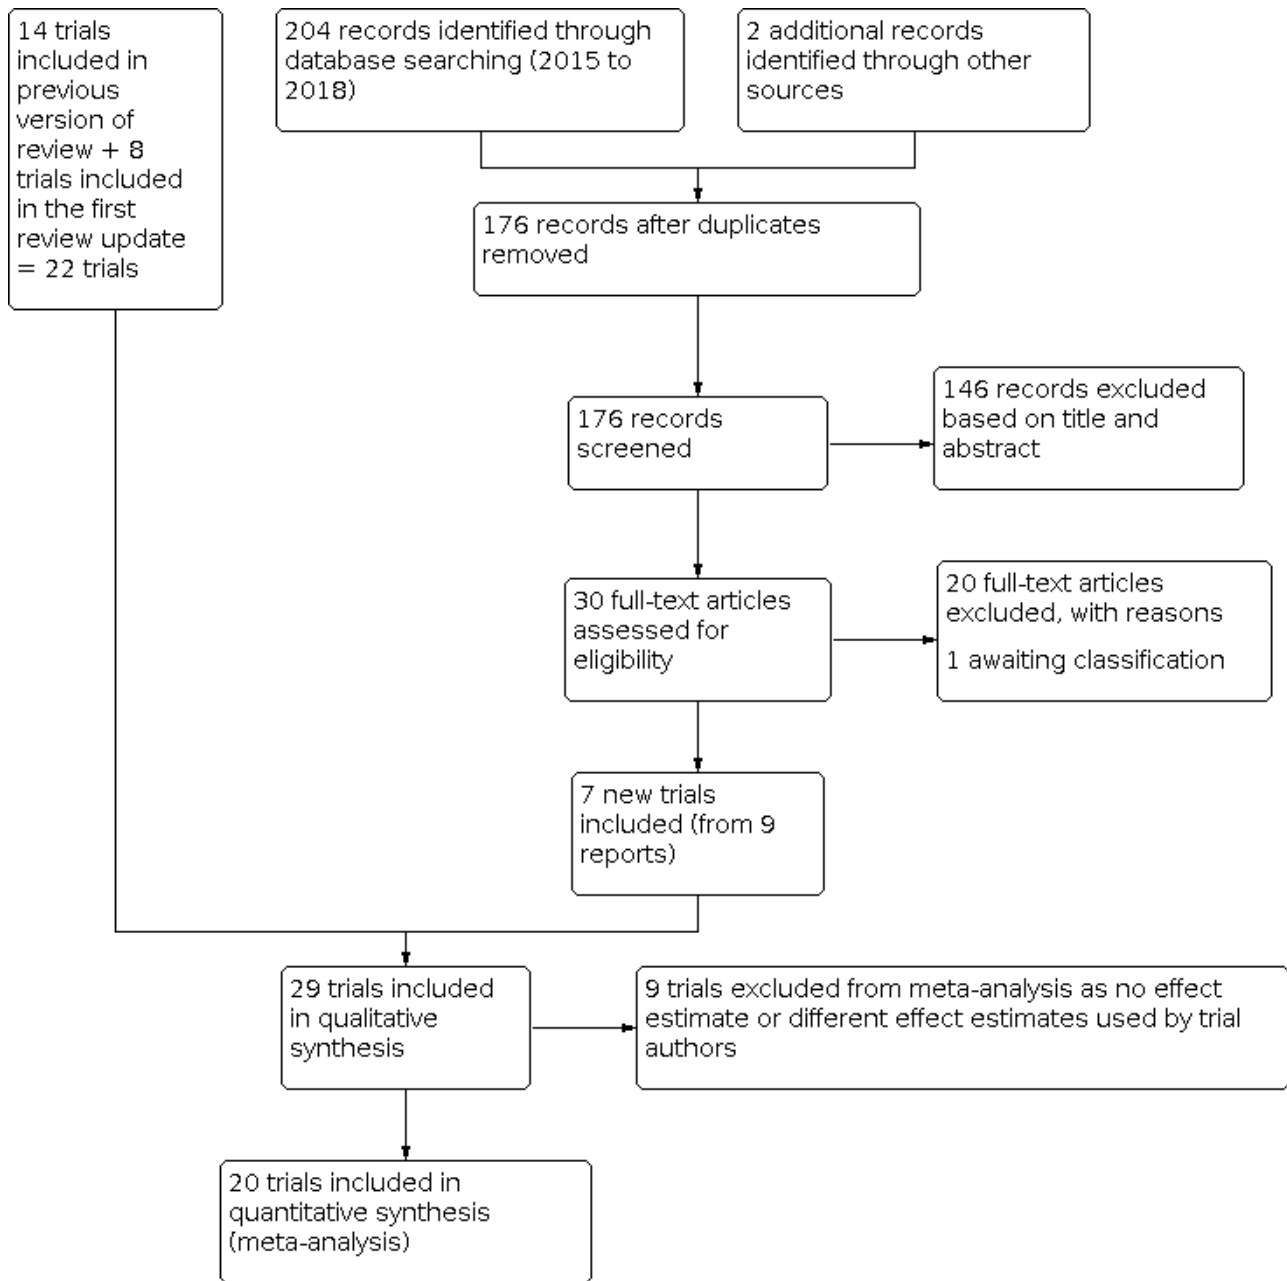 14 trials
included in
previous
version of
review + 8
trials included
in the first
review update
= 22 trials
204 records identified through
database searching (2015 to
2018)
2 additional records
identified through other
sources
176 records after duplicates
removed
176 records
screened
146 records excluded
based on title and
abstract
30 full-text articles
assessed for
eligibility
20 full-text articles
excluded, with reasons
1 awaiting classification
7 new trials
included (from 9
reports)
29 trials included
in qualitative
synthesis
9 trials excluded from meta-analysis as no effect
estimate or different effect estimates used by trial
authors
20 trials included in
quantitative synthesis
(meta-analysis)